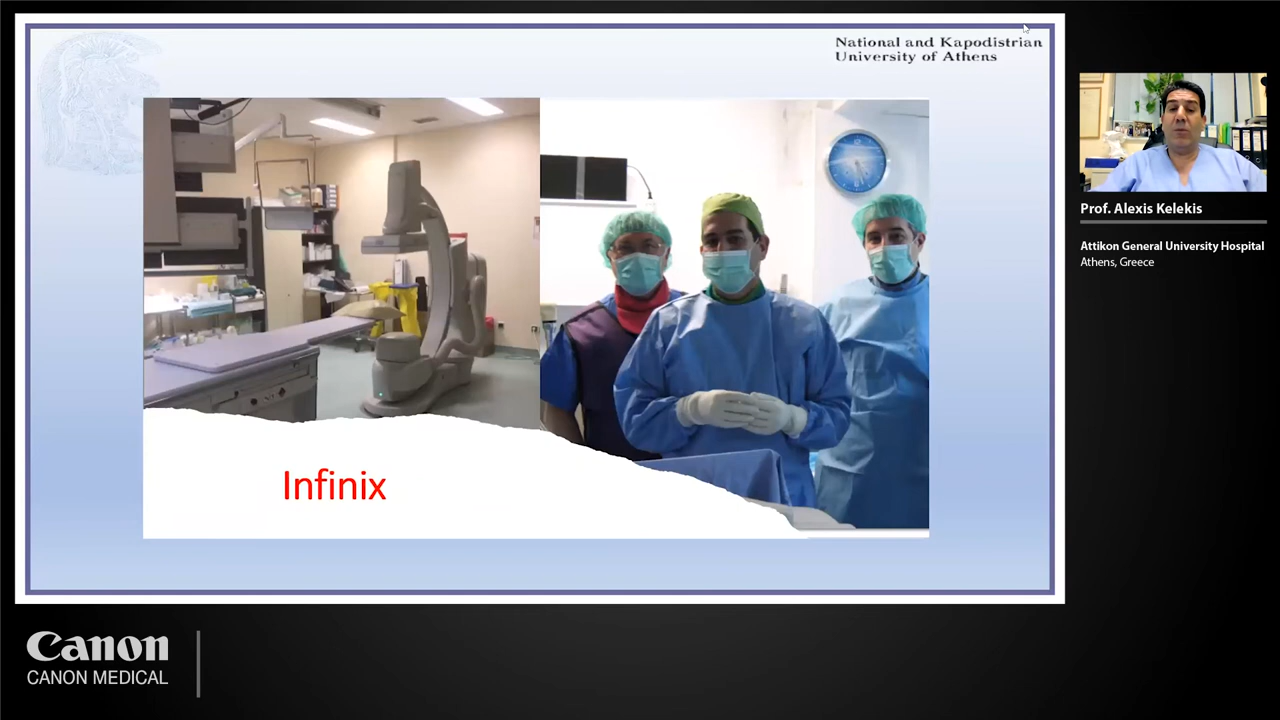 National and Kapodistrian
University of Athens
Infinix
Prof. Alexis Kelekis
Attikon General University Hospital
Athens, Greece
Canon
CANON MEDICAL